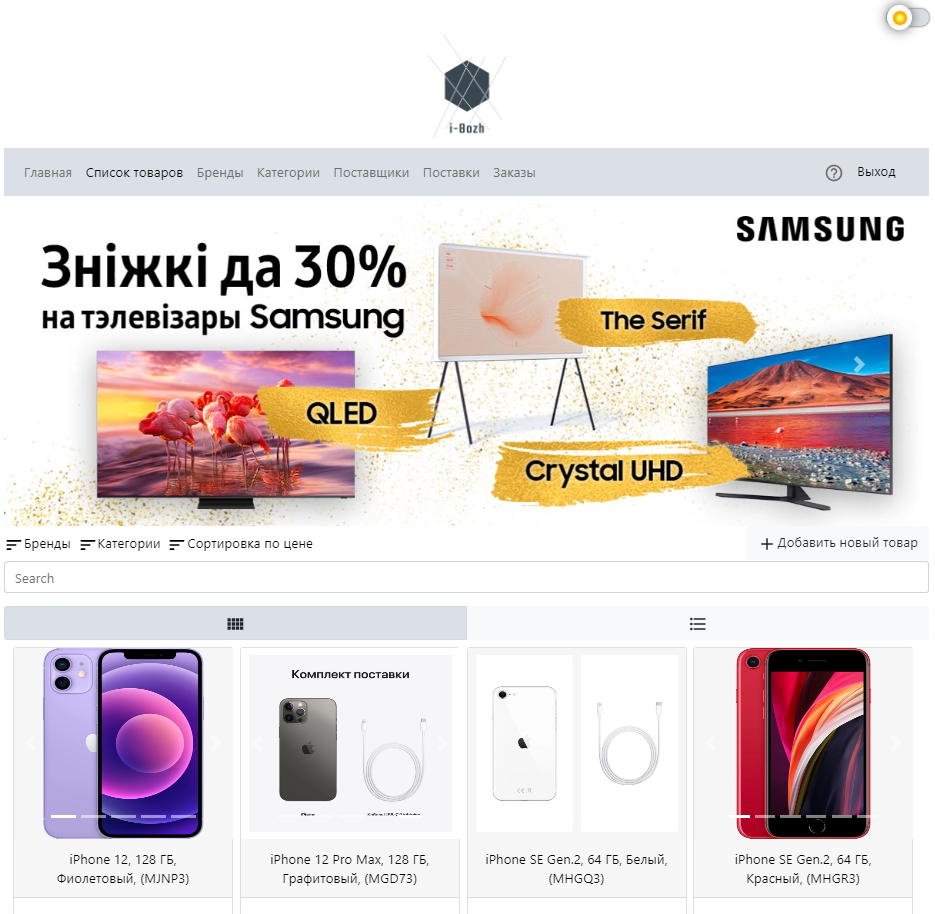 i-Bozh
Главная Список товаров Бренды Категории Поставщики Поставки Заказы Выход
SAMSUNG
Зніжкі да 30%
на тэлевізары Samsung
The Serif
QLED
Crystal UHD
Бренды Категории Сортировка по цене Добавить новый товар
Search
Комплект поставки
iPhone 12, 128 ГБ,
Фиолетовый, (MJNP3)
iPhone 12 Pro Max, 128 ГБ,
Графитовый, (MGD73)
iPhone SE Gen.2, 64 ГБ, Белый,
(MHGQ3)
iPhone SE Gen.2, 64 ГБ,
Красный, (MHGR3)